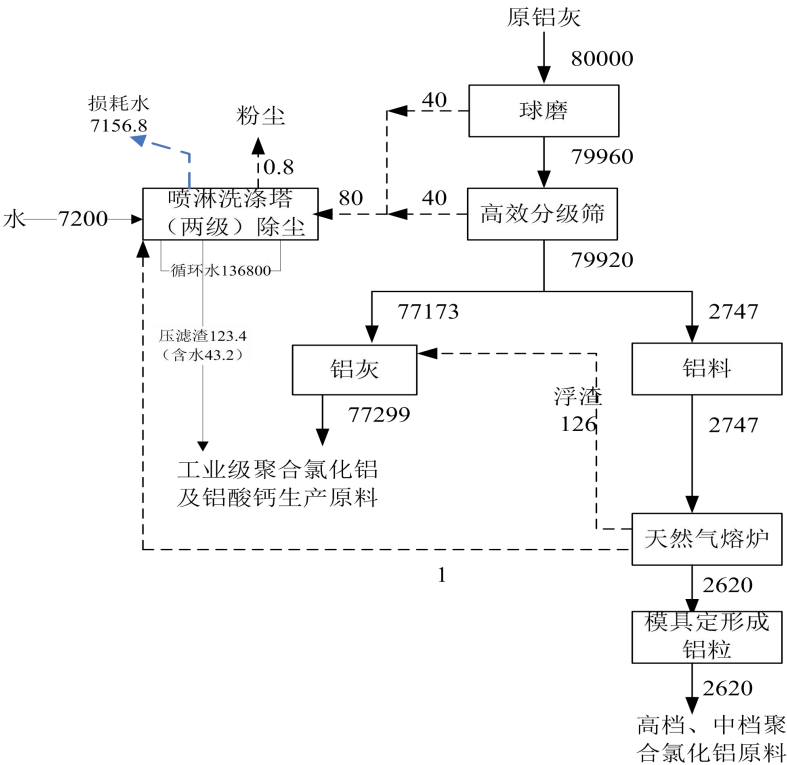 原铝灰
80000
球磨
40
79960
损耗水
7156.8
粉尘
0.8
喷淋洗涤塔
（两级）除尘
80
40
高效分级筛
水
7200
79920
循环水136800
77173
2747
压滤渣123.4
（含水43.2）
铝灰
铝料
浮渣
126
77299
2747
工业级聚合氯化铝
及铝酸钙生产原料
天然气熔炉
1
2620
模具定形成
铝粒
2620
高档、中档聚
合氯化铝原料